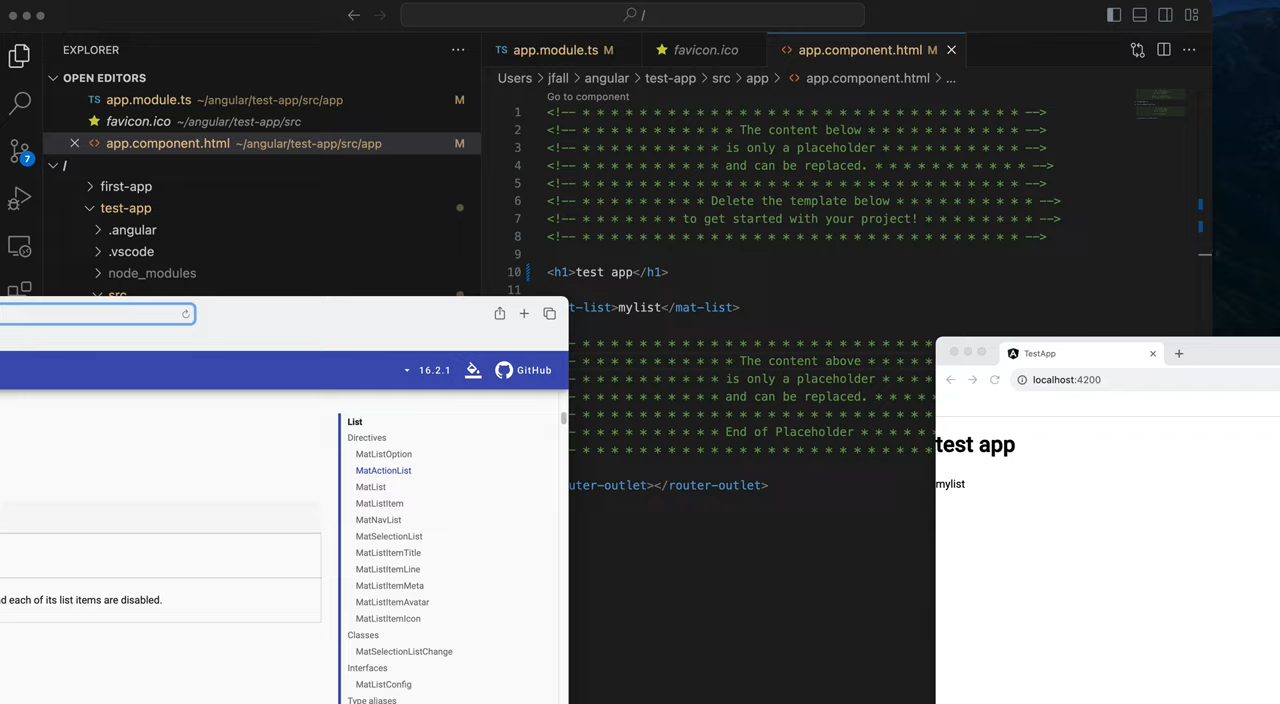 /
EXPLORER
OPEN EDITORS
TS app.module.ts ~/angular/test-app/src/app M
favicon.ico ~/angular/test-app/src
<> app.component.html ~/angular/test-app/src/app M
/
first-app
test-app
.angular
.vscode
node_modules
src
7
TS app.module.ts M
favicon.ico
<> app.component.html M
Users > jfall > angular > test-app > src > app > <> app.component.html > ...
Go to component
1 <!-- * * * * * * * * * * * * * * * * * * * * * * * * * * * * * * * -->
2 <!-- * * * * * * * * * * * The content below * * * * * * * * * * * -->
3 <!-- * * * * * * * * * * is only a placeholder * * * * * * * * * * -->
4 <!-- * * * * * * * * * * and can be replaced. * * * * * * * * * * * -->
5 <!-- * * * * * * * * * * * * * * * * * * * * * * * * * * * * * * * -->
6 <!-- * * * * * * * * * Delete the template below * * * * * * * * * * -->
7 <!-- * * * * * * * to get started with your project! * * * * * * * * -->
8 <!-- * * * * * * * * * * * * * * * * * * * * * * * * * * * * * * * -->
9
10 <h1>test app</h1>
11
t-list>mylist</mat-list>
- * * * * * * * * * * * * * * * * * * * * * * * * *
- * * * * * * * * * * * The content above * * * * *
- * * * * * * * * * * is only a placeholder * * * *
- * * * * * * * * * * and can be replaced. * * * *
- * * * * * * * * * * * * * * * * * * * * * * * * *
- * * * * * * * * * * End of Placeholder * * * * *
- * * * * * * * * * * * * * * * * * * * * * * * * *
uter-outlet></router-outlet>
16.2.1
GitHub
d each of its list items are disabled.
List
Directives
MatListOption
MatActionList
MatList
MatListItem
MatNavList
MatSelectionList
MatListItemTitle
MatListItemLine
MatListItemMeta
MatListItemAvatar
MatListItemIcon
Classes
MatSelectionListChange
Interfaces
MatListConfig
Type aliases
TestApp
localhost:4200
test app
mylist